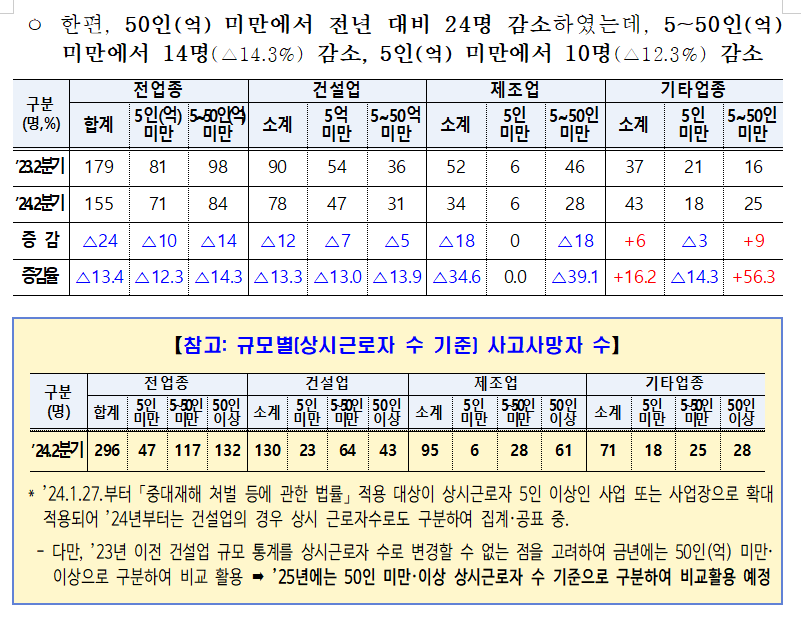 ○ 한편, 50인(억) 미만에서 전년 대비 24명 감소하였는데, 5~50인(억)
미만에서 14명(△14.3%) 감소, 5인(억) 미만에서 10명(△12.3%) 감소
구분 (명,%) 전업종 건설업 제조업 기타업종
합계 5인(억) 미만 5~50인(억) 미만 소계 5억 미만 5~50억 미만 소계 5인 미만 5~50인 미만 소계 5인 미만 5~50인 미만
'23.2분기 179 81 98 90 54 36 52 6 46 37 21 16
'24.2분기 155 71 84 78 47 31 34 6 28 43 18 25
증 감 △24 △10 △14 △12 △7 △5 △18 0 △18 +6 △3 +9
증감율 △13.4 △12.3 △14.3 △13.3 △13.0 △13.9 △34.6 0.0 △39.1 +16.2 △14.3 +56.3
【참고: 규모별(상시근로자 수 기준) 사고사망자 수】
구분 (명) 전업종 건설업 제조업 기타업종
합계 5인 미만 5~50인 미만 50인 이상 소계 5인 미만 5~50인 미만 50인 이상 소계 5인 미만 5~50인 미만 50인 이상 소계 5인 미만 5~50인 미만 50인 이상
'24.2분기 296 47 117 132 130 23 64 43 95 6 28 61 71 18 25 28
* '24.1.27.부터 「중대재해 처벌 등에 관한 법률」 적용 대상이 상시근로자 5인 이상인 사업 또는 사업장으로 확대
적용되어 '24년부터는 건설업의 경우 상시 근로자수로도 구분하여 집계·공표 중.
- 다만, '23년 이전 건설업 규모 통계를 상시근로자 수로 변경할 수 없는 점을 고려하여 금년에는 50인(억) 미만·
이상으로 구분하여 비교 활용 ➡ '25년에는 50인 미만·이상 상시근로자 수 기준으로 구분하여 비교활용 예정